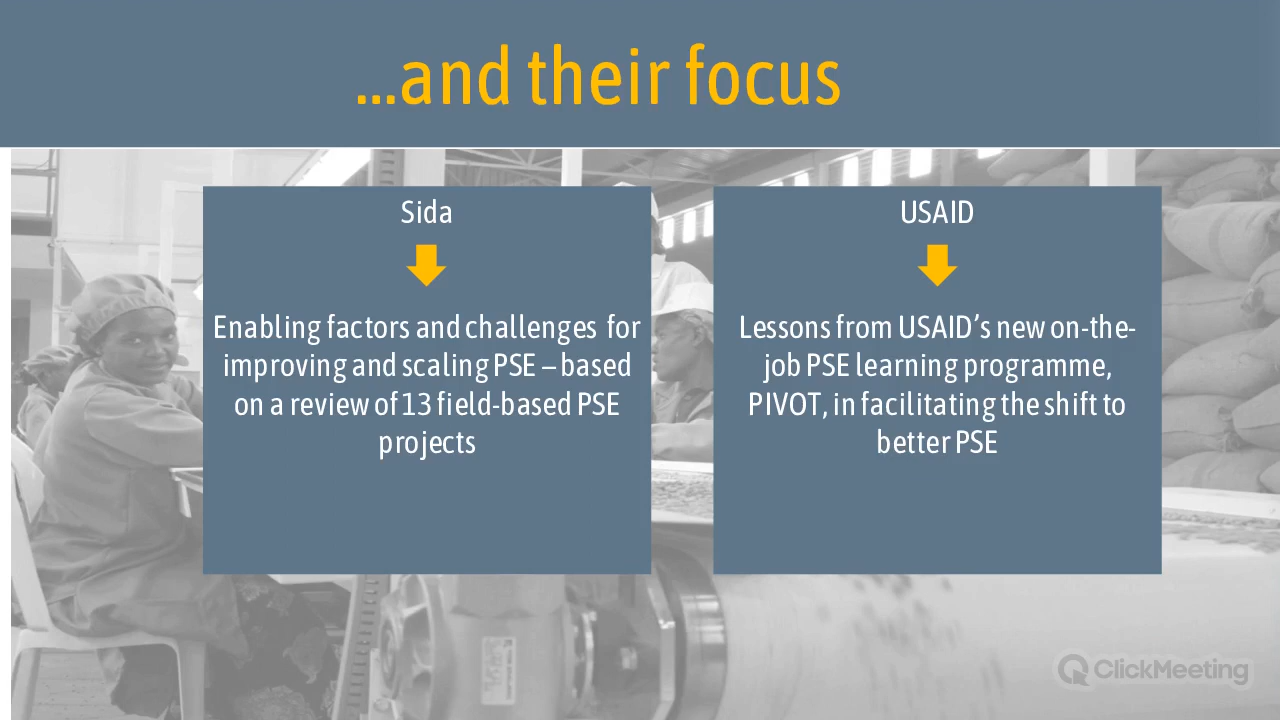 ...and their focus
Sida
Enabling factors and challenges for
improving and scaling PSE – based
on a review of 13 field-based PSE
projects
USAID
Lessons from USAID’s new on-the-
job PSE learning programme,
PIVOT, in facilitating the shift to
better PSE
ClickMeeting